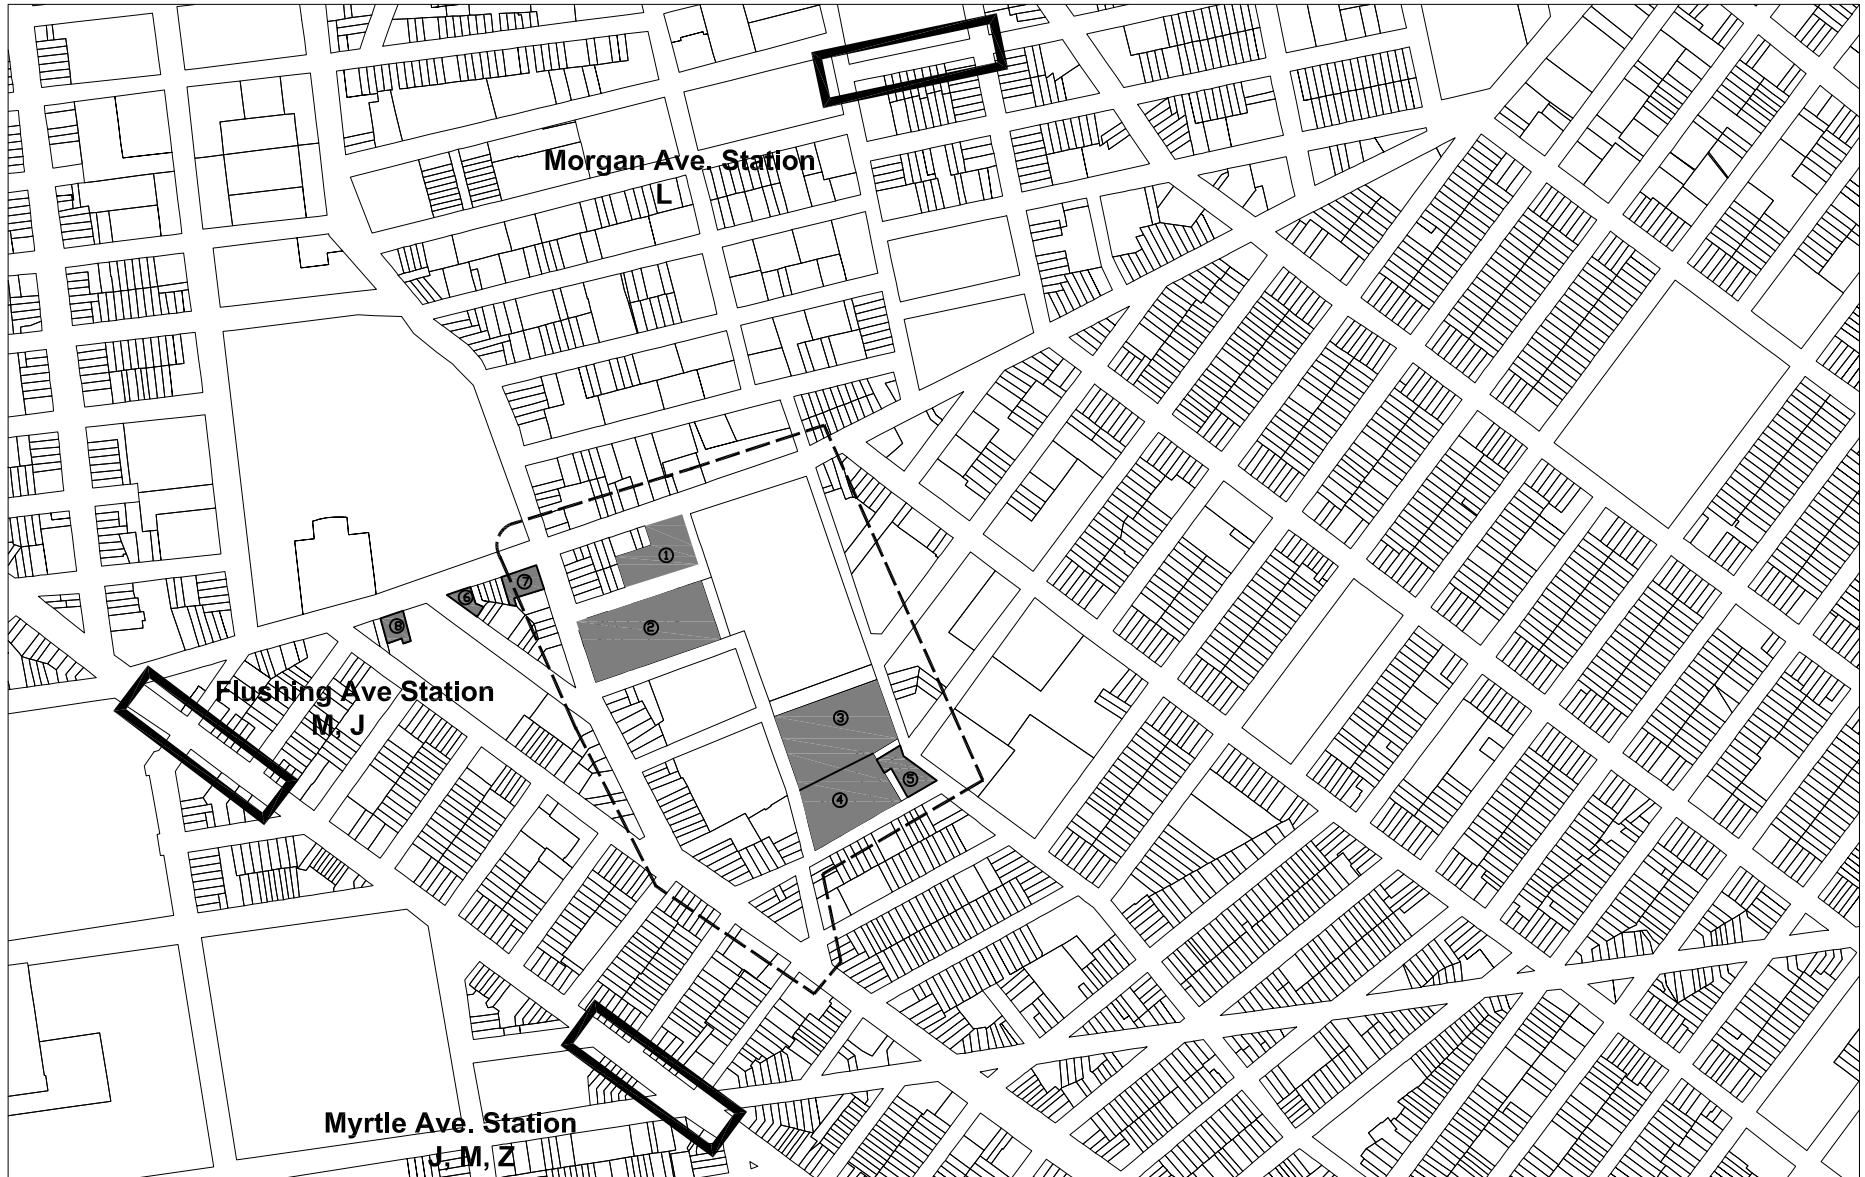 Morgan Ave. Station
L
①
⑦
⑥
⑧
②
Flushing Ave Station
M, J
③
⑤
④
Myrtle Ave. Station
J, M, Z